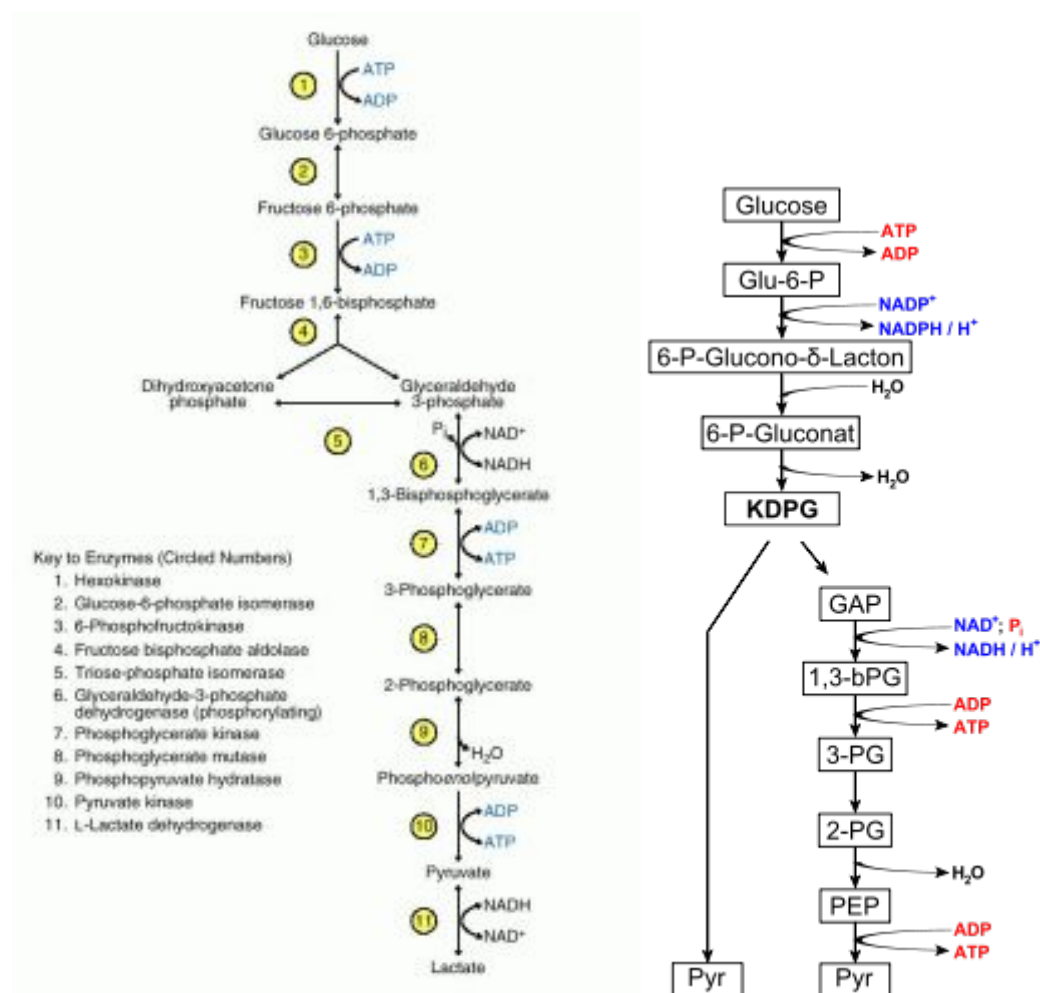 Glucose
ATP
1
ADP
Glucose 6-phosphate
2
Fructose 6-phosphate
ATP
3
ADP
Fructose 1,6-bisphosphate
4
Dihydroxyacetone
phosphate
Glyceraldehyde
3-phosphate
5
Pi
NAD+
6
NADH
1,3-Bisphosphoglycerate
ADP
7
ATP
3-Phosphoglycerate
8
2-Phosphoglycerate
9
H2O
Phosphoenolpyruvate
ADP
10
ATP
Pyruvate
NADH
11
NAD+
Lactate
Key to Enzymes (Circled Numbers)
1. Hexokinase
2. Glucose-6-phosphate isomerase
3. 6-Phosphofructokinase
4. Fructose bisphosphate aldolase
5. Triose-phosphate isomerase
6. Glyceraldehyde-3-phosphate
dehydrogenase (phosphorylating)
7. Phosphoglycerate kinase
8. Phosphoglycerate mutase
9. Phosphopyruvate hydratase
10. Pyruvate kinase
11. L-Lactate dehydrogenase
Glucose
ATP
ADP
Glu-6-P
NADP+
NADPH / H+
6-P-Glucono-δ-Lacton
H2O
6-P-Gluconat
H2O
KDPG
GAP
NAD+; Pi
NADH / H+
1,3-bPG
ADP
ATP
3-PG
2-PG
H2O
PEP
ADP
ATP
Pyr
Pyr